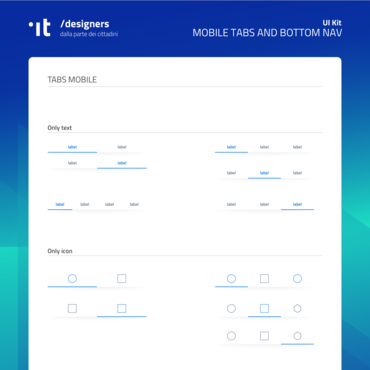 ·it /designers
dalla parte dei cittadini
UI Kit
MOBILE TABS AND BOTTOM NAV
TABS MOBILE
Only text
label label
label label label
label label
label label label
label label label label
label label label
Only icon